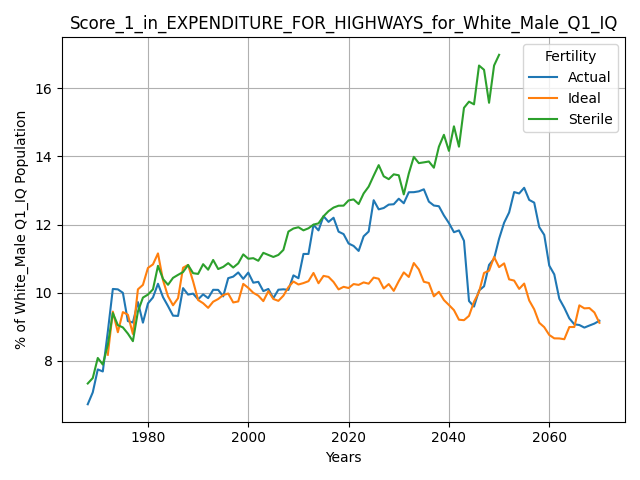 Score_1_in_EXPENDITURE_FOR_HIGHWAYS_for_White_Male_Q1_IQ
Fertility
Actual
Ideal
Sterile
% of White_Male Q1_IQ Population
16
14
12
10
8
1980
2000
2020
2040
2060
Years